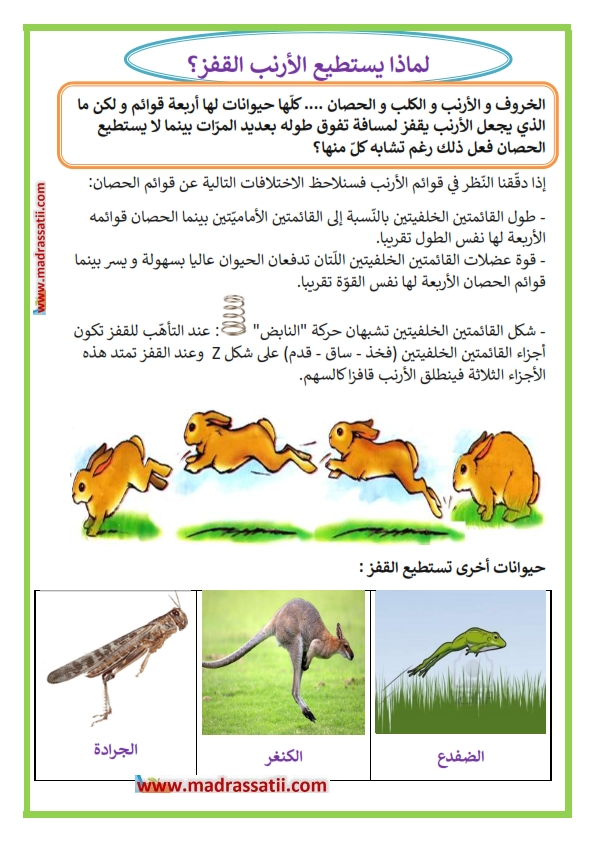 لماذا يستطيع الأرنب القفز؟
الخروف و الأرنب و الكلب و الحصان .... كلّها حيوانات لها أربعة قوائم و لكن ما
الذي يجعل الأرنب يقفز لمسافة تفوق طوله بعديد المرّات بينما لا يستطيع
الحصان فعل ذلك رغم تشابه كلّ منها؟
إذا دقّقنا النّظر في قوائم الأرنب فسنلاحظ الاختلافات التالية عن قوائم الحصان:
- طول القائمتين الخلفيتين بالنّسبة إلى القائمتين الأماميّتين بينما الحصان قوائمه
الأربعة لها نفس الطول تقريبا.
- قوة عضلات القائمتين الخلفيتين اللّتان تدفعان الحيوان عاليا بسهولة و يسر بينما
قوائم الحصان الأربعة لها نفس القوّة تقريبا.
- شكل القائمتين الخلفيتين تشبهان حركة "النابض" : عند التأهّب للقفز تكون
أجزاء القائمتين الخلفيتين (فخذ - ساق - قدم) على شكل Z وعند القفز تمتد هذه
الأجزاء الثلاثة فينطلق الأرنب قافزا كالسهم.
حيوانات أخرى تستطيع القفز :
الضفدع
الكنغر
الجرادة
www.madrassatii.com
www.madrassatii.com